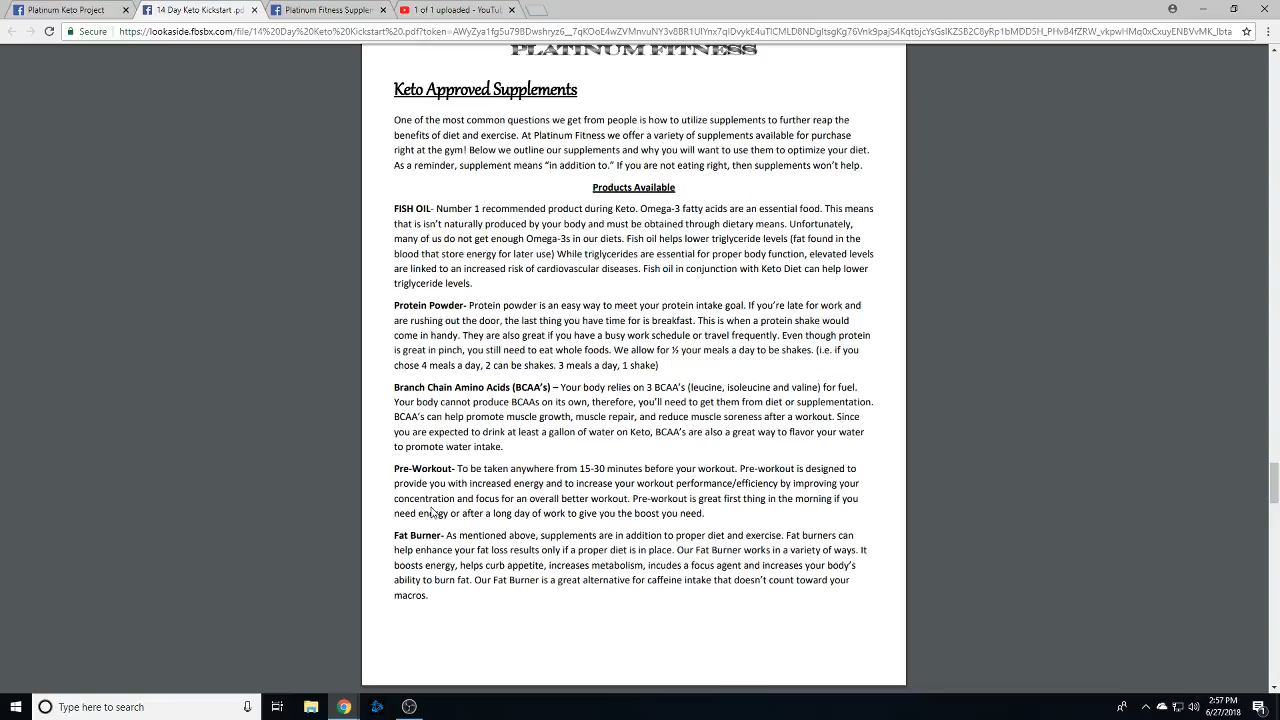 Platinum Keto Project
14 Day Keto Kickstart .pd
Platinum Fitness Supplen
1 of 1 uploaded - YouTu
Secure
PLATINUM FITNESS
Keto Approved Supplements
One of the most common questions we get from people is how to utilize supplements to further reap the
benefits of diet and exercise. At Platinum Fitness we offer a variety of supplements available for purchase
right at the gym! Below we outline our supplements and why you will want to use them to optimize your diet.
As a reminder, supplement means “in addition to.” If you are not eating right, then supplements won’t help.
Products Available
FISH OIL- Number 1 recommended product during Keto. Omega-3 fatty acids are an essential food. This means
that is isn’t naturally produced by your body and must be obtained through dietary means. Unfortunately,
many of us do not get enough Omega-3s in our diets. Fish oil helps lower triglyceride levels (fat found in the
blood that store energy for later use) While triglycerides are essential for proper body function, elevated levels
are linked to an increased risk of cardiovascular diseases. Fish oil in conjunction with Keto Diet can help lower
triglyceride levels.
Protein Powder- Protein powder is an easy way to meet your protein intake goal. If you’re late for work and
are rushing out the door, the last thing you have time for is breakfast. This is when a protein shake would
come in handy. They are also great if you have a busy work schedule or travel frequently. Even though protein
is great in pinch, you still need to eat whole foods. We allow for ½ your meals a day to be shakes. (i.e. if you
chose 4 meals a day, 2 can be shakes. 3 meals a day, 1 shake)
Branch Chain Amino Acids (BCAA’s) – Your body relies on 3 BCAA’s (leucine, isoleucine and valine) for fuel.
Your body cannot produce BCAAs on its own, therefore, you’ll need to get them from diet or supplementation.
BCAA’s can help promote muscle growth, muscle repair, and reduce muscle soreness after a workout. Since
you are expected to drink at least a gallon of water on Keto, BCAA’s are also a great way to flavor your water
to promote water intake.
Pre-Workout- To be taken anywhere from 15-30 minutes before your workout. Pre-workout is designed to
provide you with increased energy and to increase your workout performance/efficiency by improving your
concentration and focus for an overall better workout. Pre-workout is great first thing in the morning if you
need energy or after a long day of work to give you the boost you need.
Fat Burner- As mentioned above, supplements are in addition to proper diet and exercise. Fat burners can
help enhance your fat loss results only if a proper diet is in place. Our Fat Burner works in a variety of ways. It
boosts energy, helps curb appetite, increases metabolism, incudes a focus agent and increases your body’s
ability to burn fat. Our Fat Burner is a great alternative for caffeine intake that doesn’t count toward your
macros.
Type here to search
2:57 PM
6/27/2018